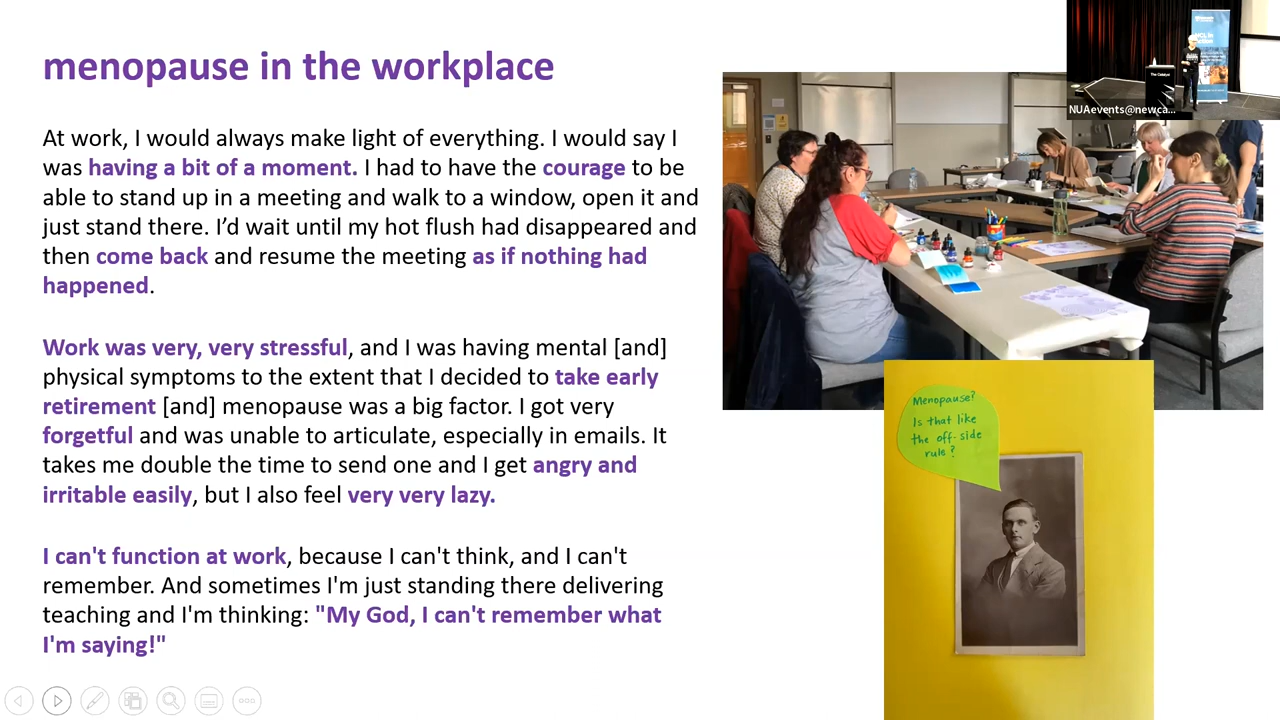 menopause in the workplace
At work, I would always make light of everything. I would say I
was having a bit of a moment. I had to have the courage to be
able to stand up in a meeting and walk to a window, open it and
just stand there. I’d wait until my hot flush had disappeared and
then come back and resume the meeting as if nothing had
happened.
Work was very, very stressful, and I was having mental [and]
physical symptoms to the extent that I decided to take early
retirement [and] menopause was a big factor. I got very
forgetful and was unable to articulate, especially in emails. It
takes me double the time to send one and I get angry and
irritable easily, but I also feel very very lazy.
I can't function at work, because I can't think, and I can't
remember. And sometimes I'm just standing there delivering
teaching and I'm thinking: "My God, I can't remember what
I'm saying!"
The Catalyst
NUAevents@newca...
Menopause?
Is that like
the off-side
rule?